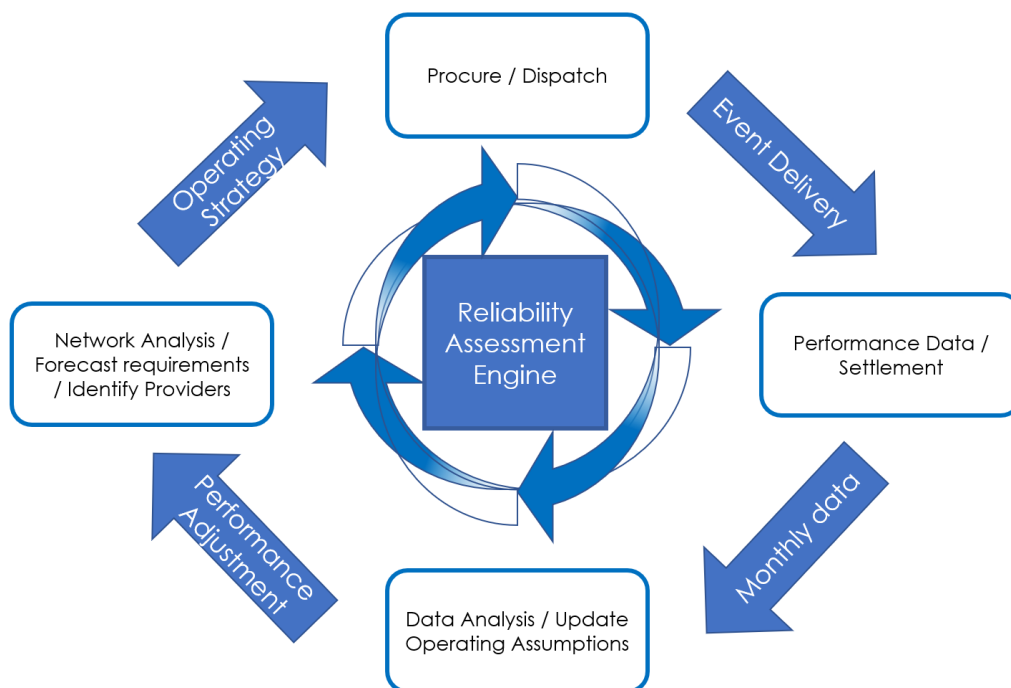 Procure / Dispatch
Operating
Strategy
Event Delivery
Reliability
Assessment
Engine
Network Analysis /
Forecast requirements
/ Identify Providers
Performance Data /
Settlement
Performance
Adjustment
Monthly data
Data Analysis / Update
Operating Assumptions